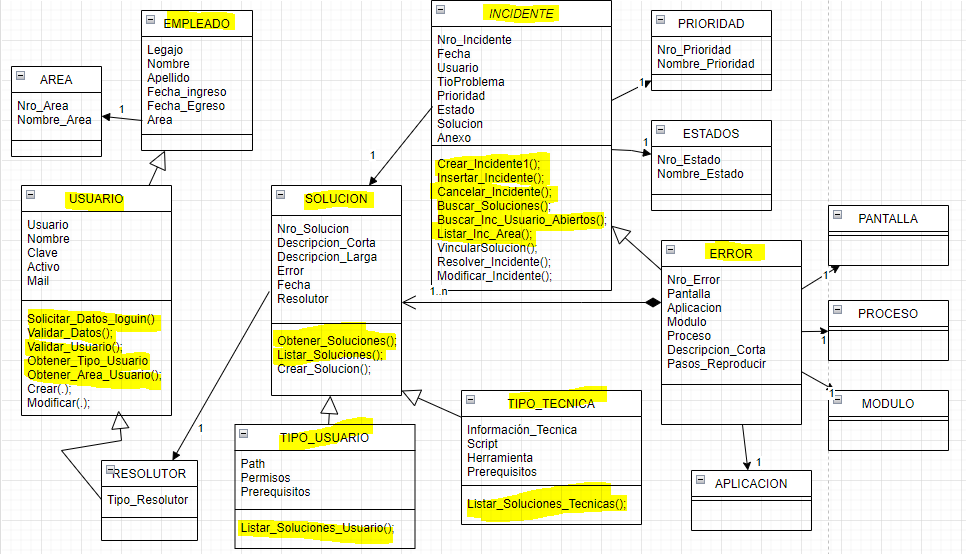 EMPLEADO
Legajo
Nombre
Apellido
Fecha_ingreso
Fecha_Egreso
Area
AREA
Nro_Area
Nombre_Area
1
USUARIO
Usuario
Nombre
Clave
Activo
Mail
Solicitar_Datos_loguin()
Validar_Datos();
Validar_Usuario();
Obtener_Tipo_Usuario
Obtener_Area_Usuario();
Crear(.);
Modificar(.);
RESOLUTOR
Tipo_Resolutor
1
SOLUCION
Nro_Solucion
Descripcion_Corta
Descripcion_Larga
Error
Fecha
Resolutor
Obtener_Soluciones();
Listar_Soluciones();
Crear_Solucion();
1
TIPO_USUARIO
Path
Permisos
Prerequisitos
Listar_Soluciones_Usuario();
TIPO_TECNICA
Información_Tecnica
Script
Herramienta
Prerequisitos
Listar_Soluciones_Tecnicas();
INCIDENTE
Nro_Incidente
Fecha
Usuario
TioProblema
Prioridad
Estado
Solucion
Anexo
Crear_Incidente1();
Insertar_Incidente();
Cancelar_Incidente();
Buscar_Soluciones();
Buscar_Inc_Usuario_Abiertos();
Listar_Inc_Area();
VincularSolucion();
Resolver_Incidente();
Modificar_Incidente();
1..n
PRIORIDAD
Nro_Prioridad
Nombre_Prioridad
1
ESTADOS
Nro_Estado
Nombre_Estado
1
ERROR
Nro_Error
Pantalla
Aplicacion
Modulo
Proceso
Descripcion_Corta
Pasos_Reproducir
PANTALLA
1
PROCESO
1
MODULO
1
APLICACION
1